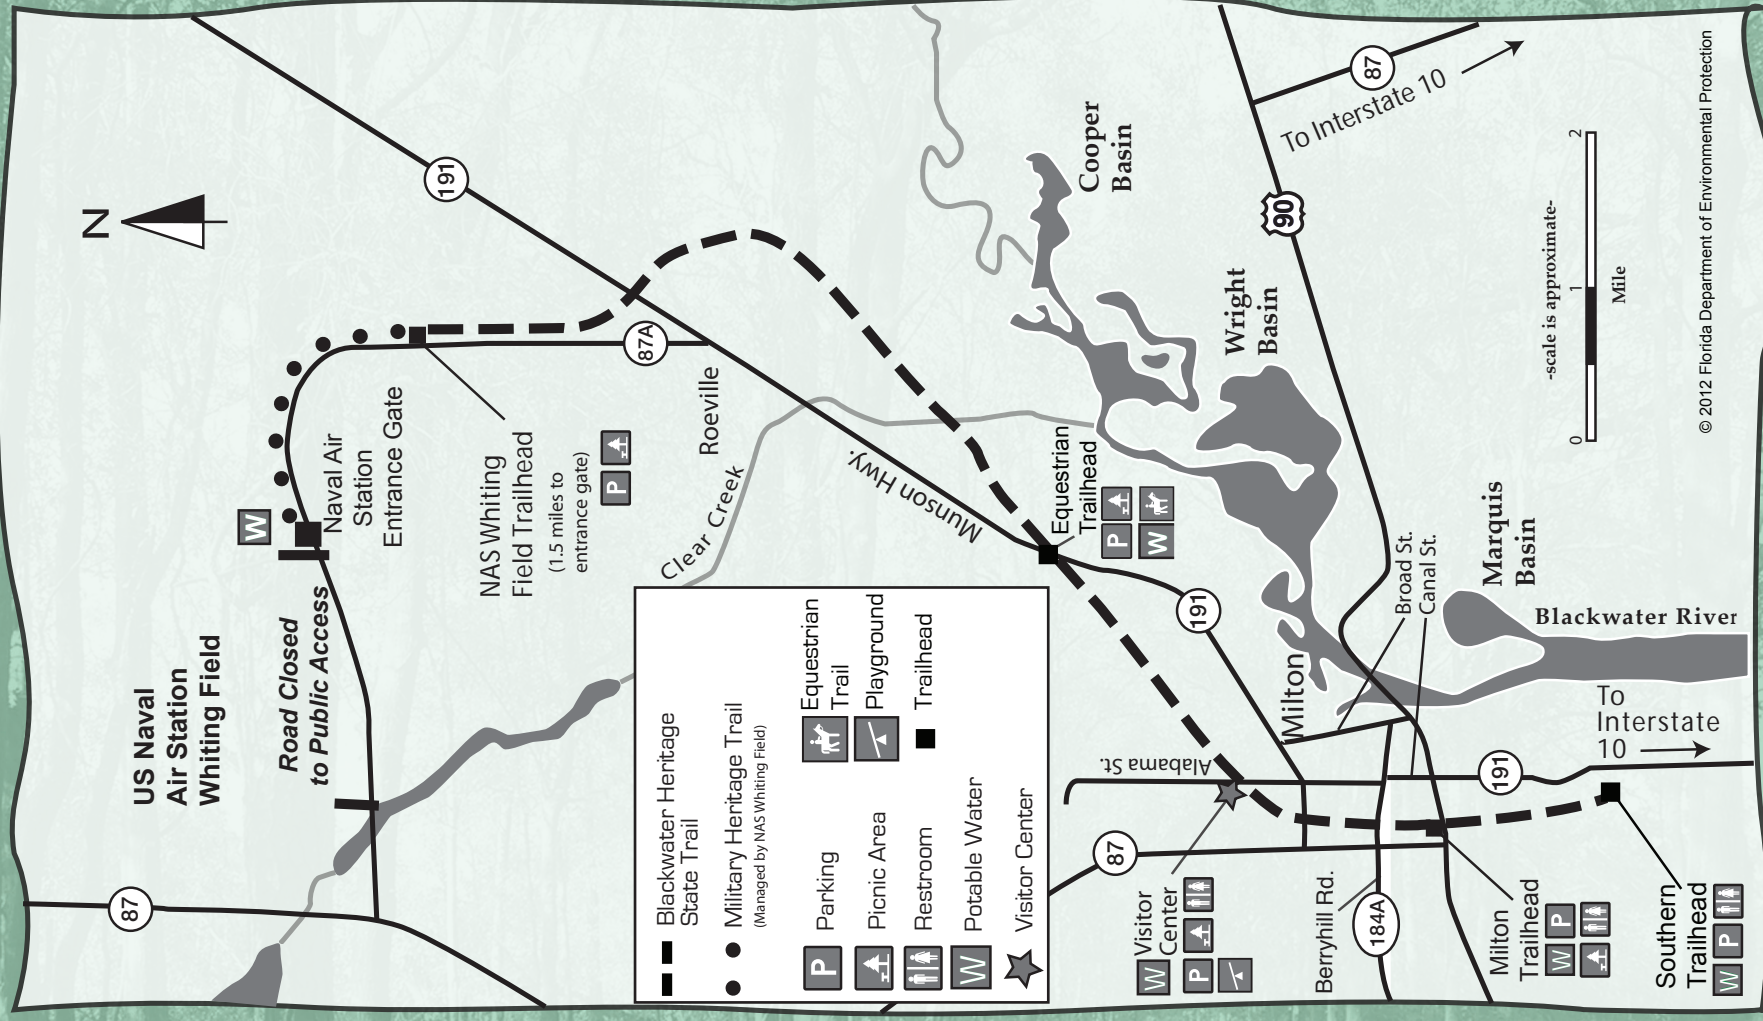 N
US Naval
Air Station
Whiting Field
Road Closed
to Public Access
W
Naval Air
Station
Entrance Gate
NAS Whiting
Field Trailhead
(1.5 miles to
entrance gate)
P
87
191
87A
Roeville
Clear Creek
Munson Hwy.
Cooper
Basin
Equestrian
Trailhead
P
W
Wright
Basin
90
87
To Interstate 10
191
Milton
Alabama St.
Broad St.
Canal St.
Marquis
Basin
Blackwater River
87
Visitor
Center
W
P
Berryhill Rd.
184A
191
To
Interstate
10
Milton
Trailhead
W P
Southern
Trailhead
W P
Blackwater Heritage
State Trail
Military Heritage Trail
(Managed by NAS Whiting Field)
P Parking
Picnic Area
Restroom
W Potable Water
Visitor Center
Equestrian
Trail
Playground
Trailhead
-scale is approximate-
0 1 2
Mile
© 2012 Florida Department of Environmental Protection